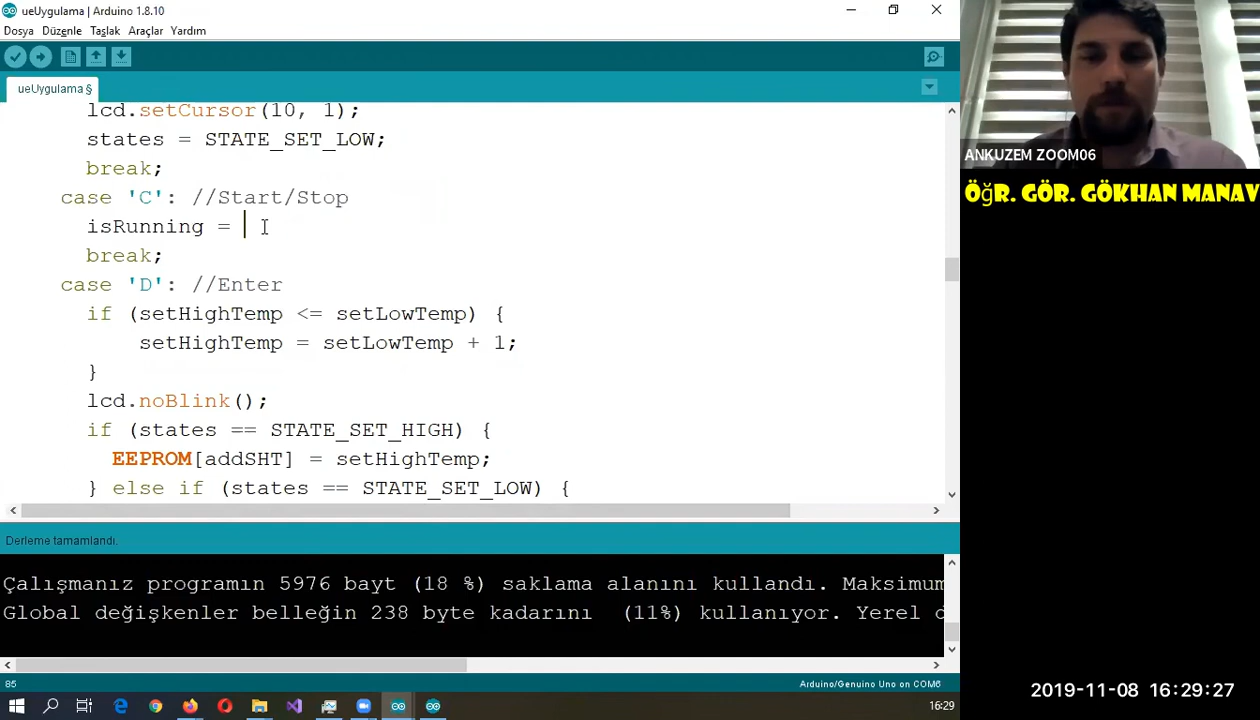 ueUygulama | Arduino 1.8.10
Dosya Düzenle Taslak Araçlar Yardım
ueUygulama §
lcd.setCursor(10, 1);
states = STATE_SET_LOW;
break;
case 'C': //Start/Stop
isRunning =
break;
case 'D': //Enter
if (setHighTemp <= setLowTemp) {
setHighTemp = setLowTemp + 1;
}
lcd.noBlink();
if (states == STATE_SET_HIGH) {
EEPROM[addSHT] = setHighTemp;
} else if (states == STATE_SET_LOW) {
Derleme tamamlandı.
Çalışmanız programın 5976 bayt (18 %) saklama alanını kullandı. Maksimum
Global değişkenler belleğin 238 byte kadarını (11%) kullanıyor. Yerel d
85
Arduino/Genuino Uno on COM6
16:29
ANKUZEM ZOOM06
ÖĞR. GÖR. GÖKHAN MANAV
2019-11-08 16:29:27